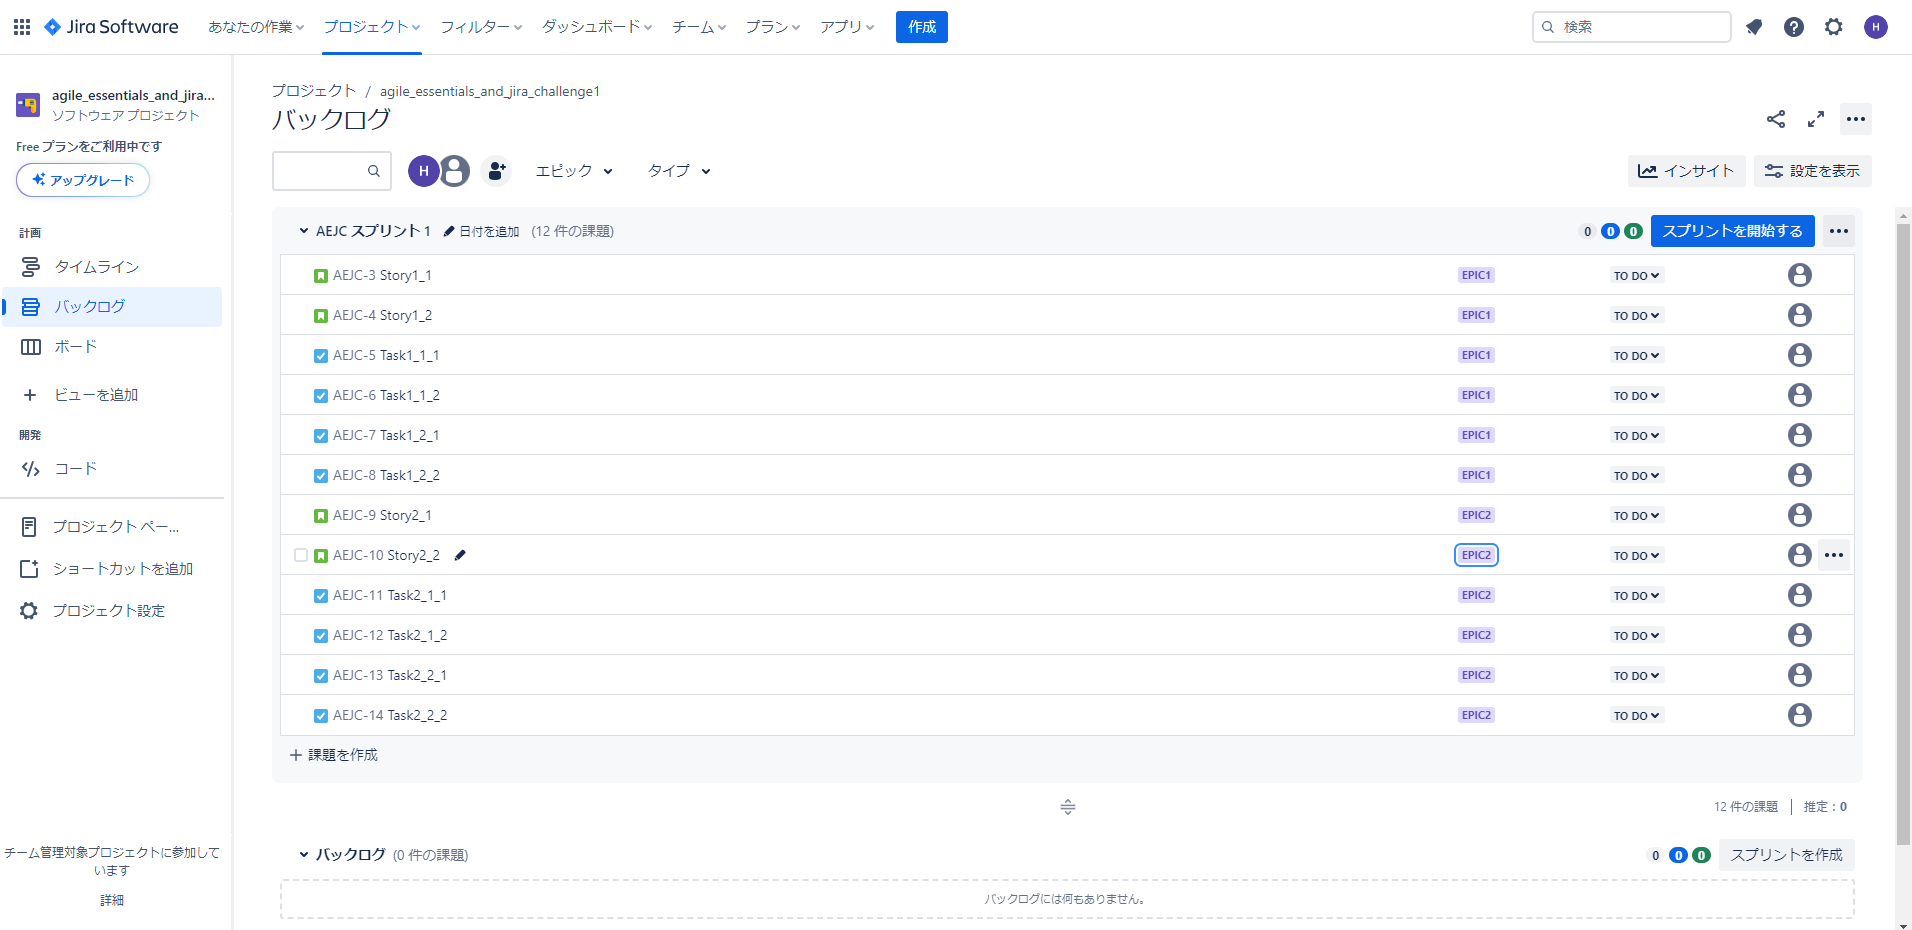 Jira Software あなたの作業 プロジェクト フィルター ダッシュボード チーム プラン アプリ 作成 検索 H
agile_essentials_and_jira...
ソフトウェア プロジェクト
Free プランをご利用中です
アップグレード
計画
タイムライン
バックログ
ボード
ビューを追加
開発
コード
プロジェクト ペー...
ショートカットを追加
プロジェクト設定
チーム管理対象プロジェクトに参加して
います
詳細
プロジェクト / agile_essentials_and_jira_challenge1
バックログ
H エピック タイプ インサイト 設定を表示
AEJC スプリント 1 日付を追加 (12 件の課題) 0 0 0 スプリントを開始する
AEJC-3 Story1_1 EPIC1 TO DO
AEJC-4 Story1_2 EPIC1 TO DO
AEJC-5 Task1_1_1 EPIC1 TO DO
AEJC-6 Task1_1_2 EPIC1 TO DO
AEJC-7 Task1_2_1 EPIC1 TO DO
AEJC-8 Task1_2_2 EPIC1 TO DO
AEJC-9 Story2_1 EPIC2 TO DO
AEJC-10 Story2_2 EPIC2 TO DO
AEJC-11 Task2_1_1 EPIC2 TO DO
AEJC-12 Task2_1_2 EPIC2 TO DO
AEJC-13 Task2_2_1 EPIC2 TO DO
AEJC-14 Task2_2_2 EPIC2 TO DO
課題を作成
12 件の課題 推定：0
バックログ (0 件の課題) 0 0 0 スプリントを作成
バックログには何もありません。